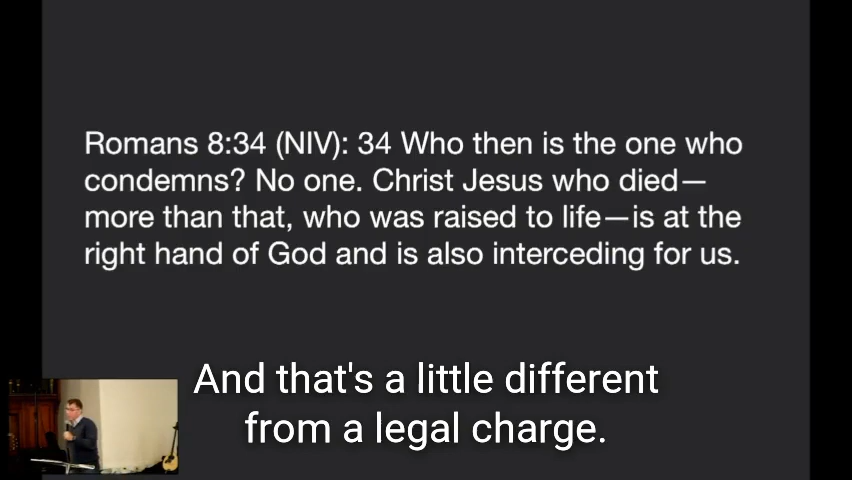 Romans 8:34 (NIV): 34 Who then is the one who
condemns? No one. Christ Jesus who died—
more than that, who was raised to life—is at the
right hand of God and is also interceding for us.
And that's a little different
from a legal charge.